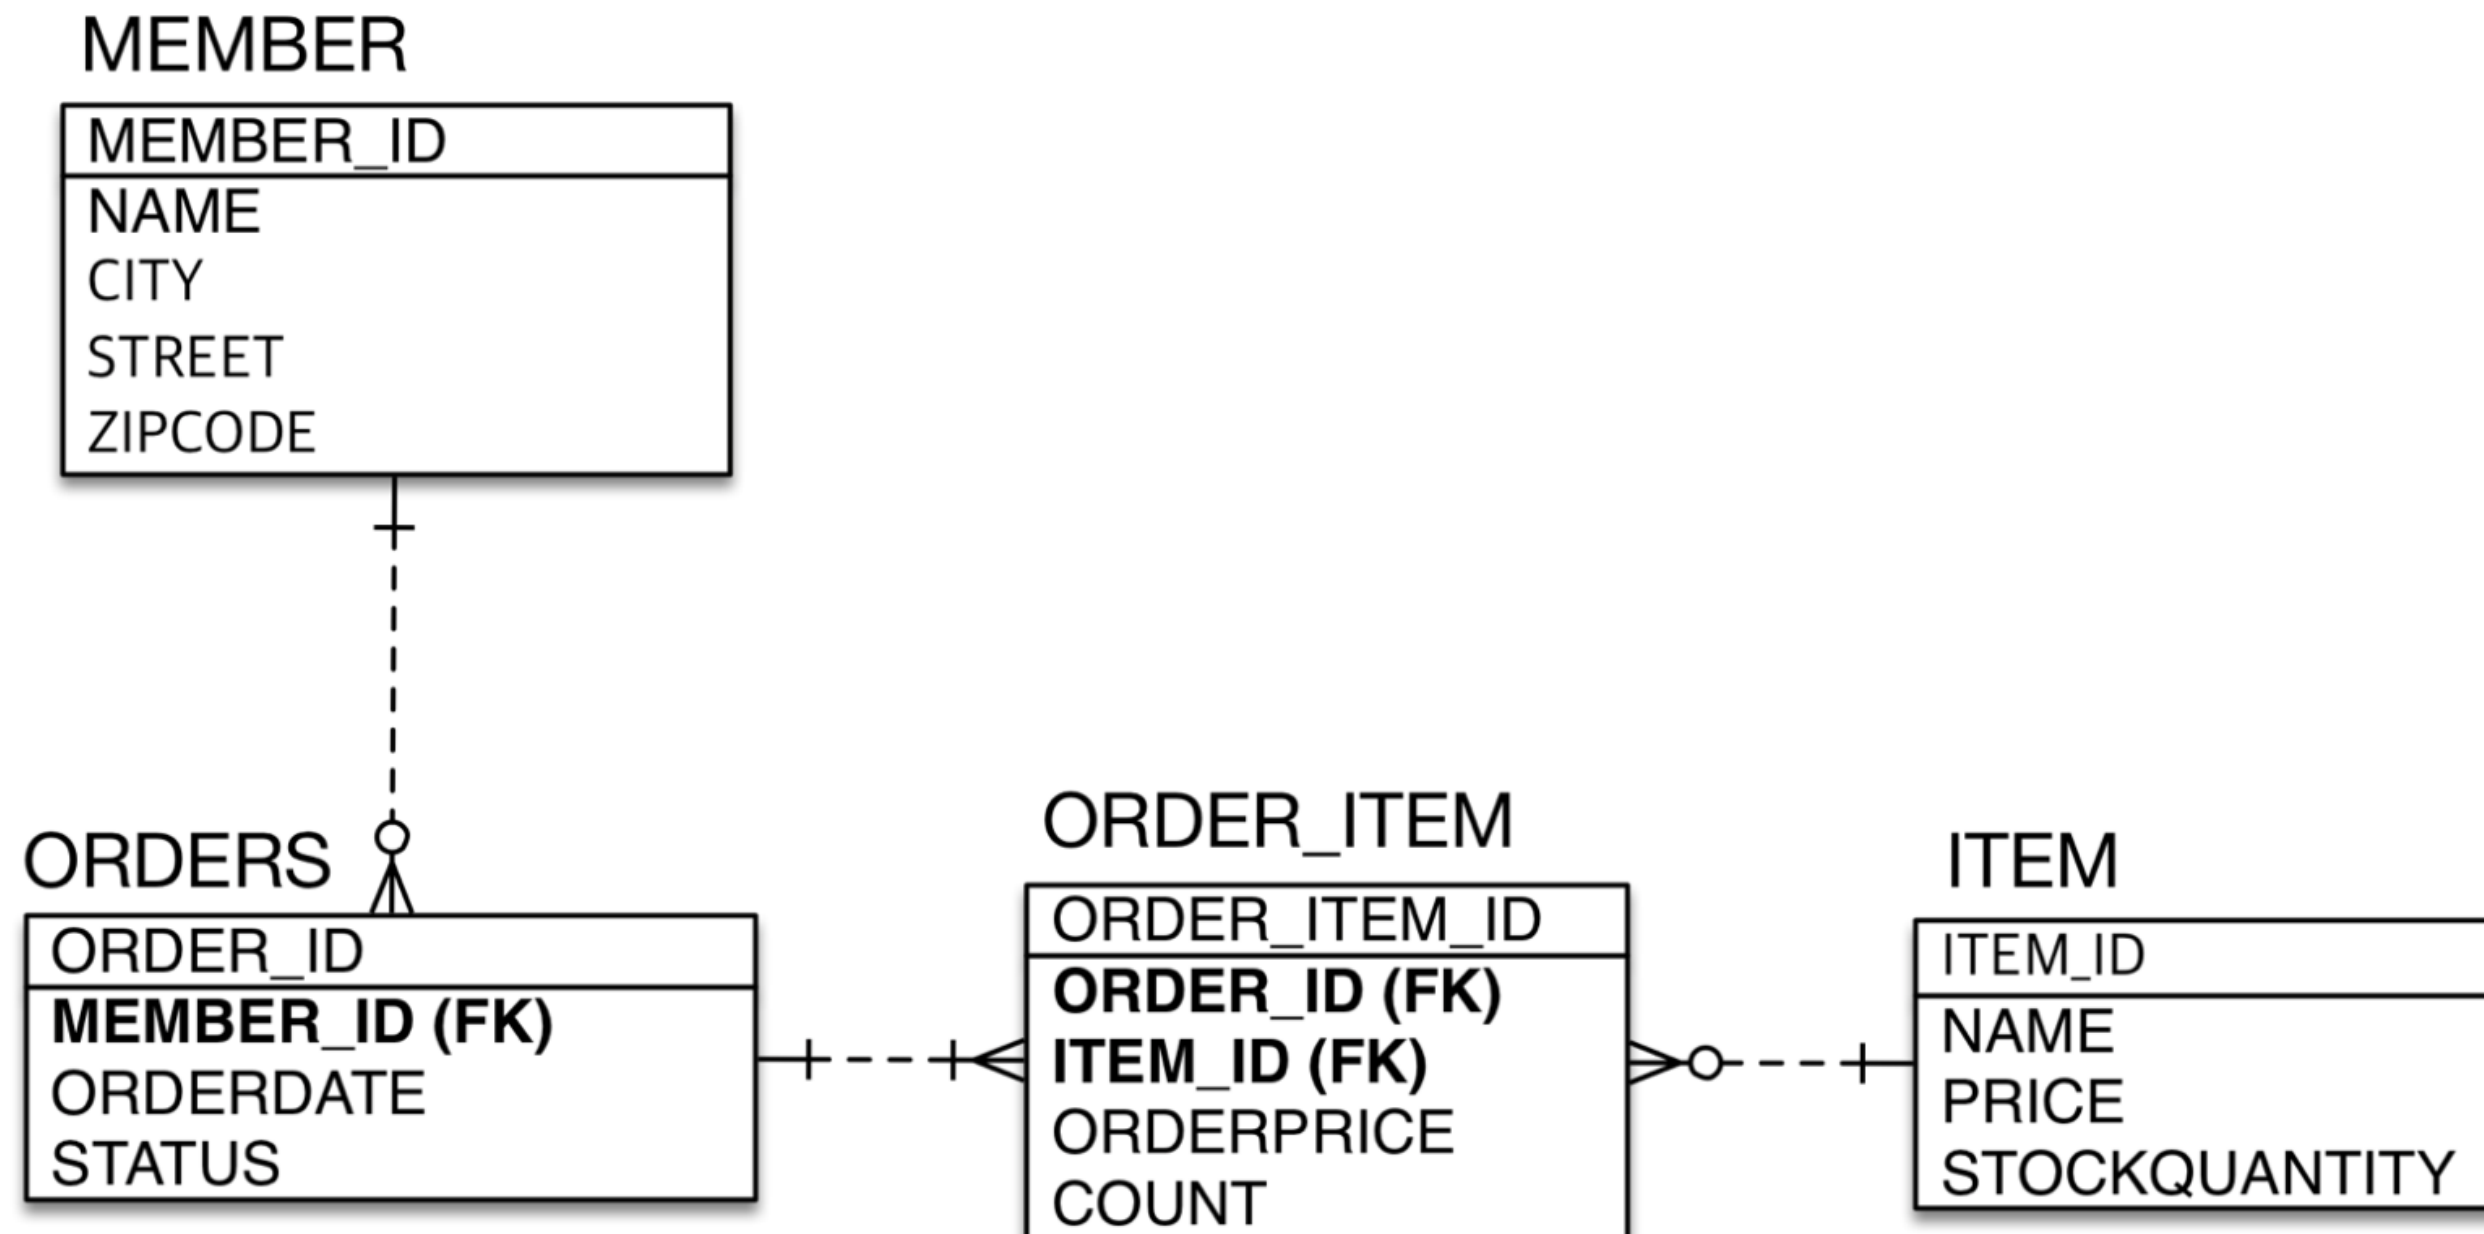 MEMBER
MEMBER_ID
NAME
CITY
STREET
ZIPCODE
ORDERS
ORDER_ID
MEMBER_ID (FK)
ORDERDATE
STATUS
ORDER_ITEM
ORDER_ITEM_ID
ORDER_ID (FK)
ITEM_ID (FK)
ORDERPRICE
COUNT
ITEM
ITEM_ID
NAME
PRICE
STOCKQUANTITY